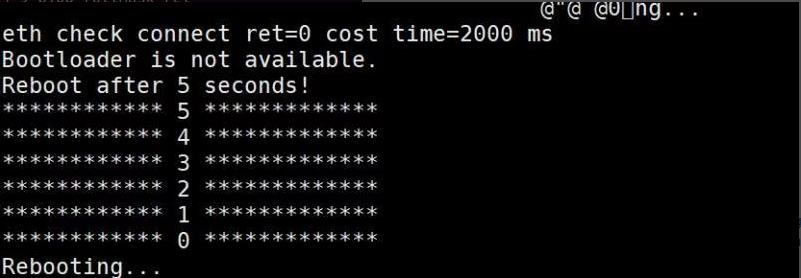 @"@ @0▯ng...
eth check connect ret=0 cost time=2000 ms
Bootloader is not available.
Reboot after 5 seconds!
************ 5 *************
************ 4 *************
************ 3 *************
************ 2 *************
************ 1 *************
************ 0 *************
Rebooting...